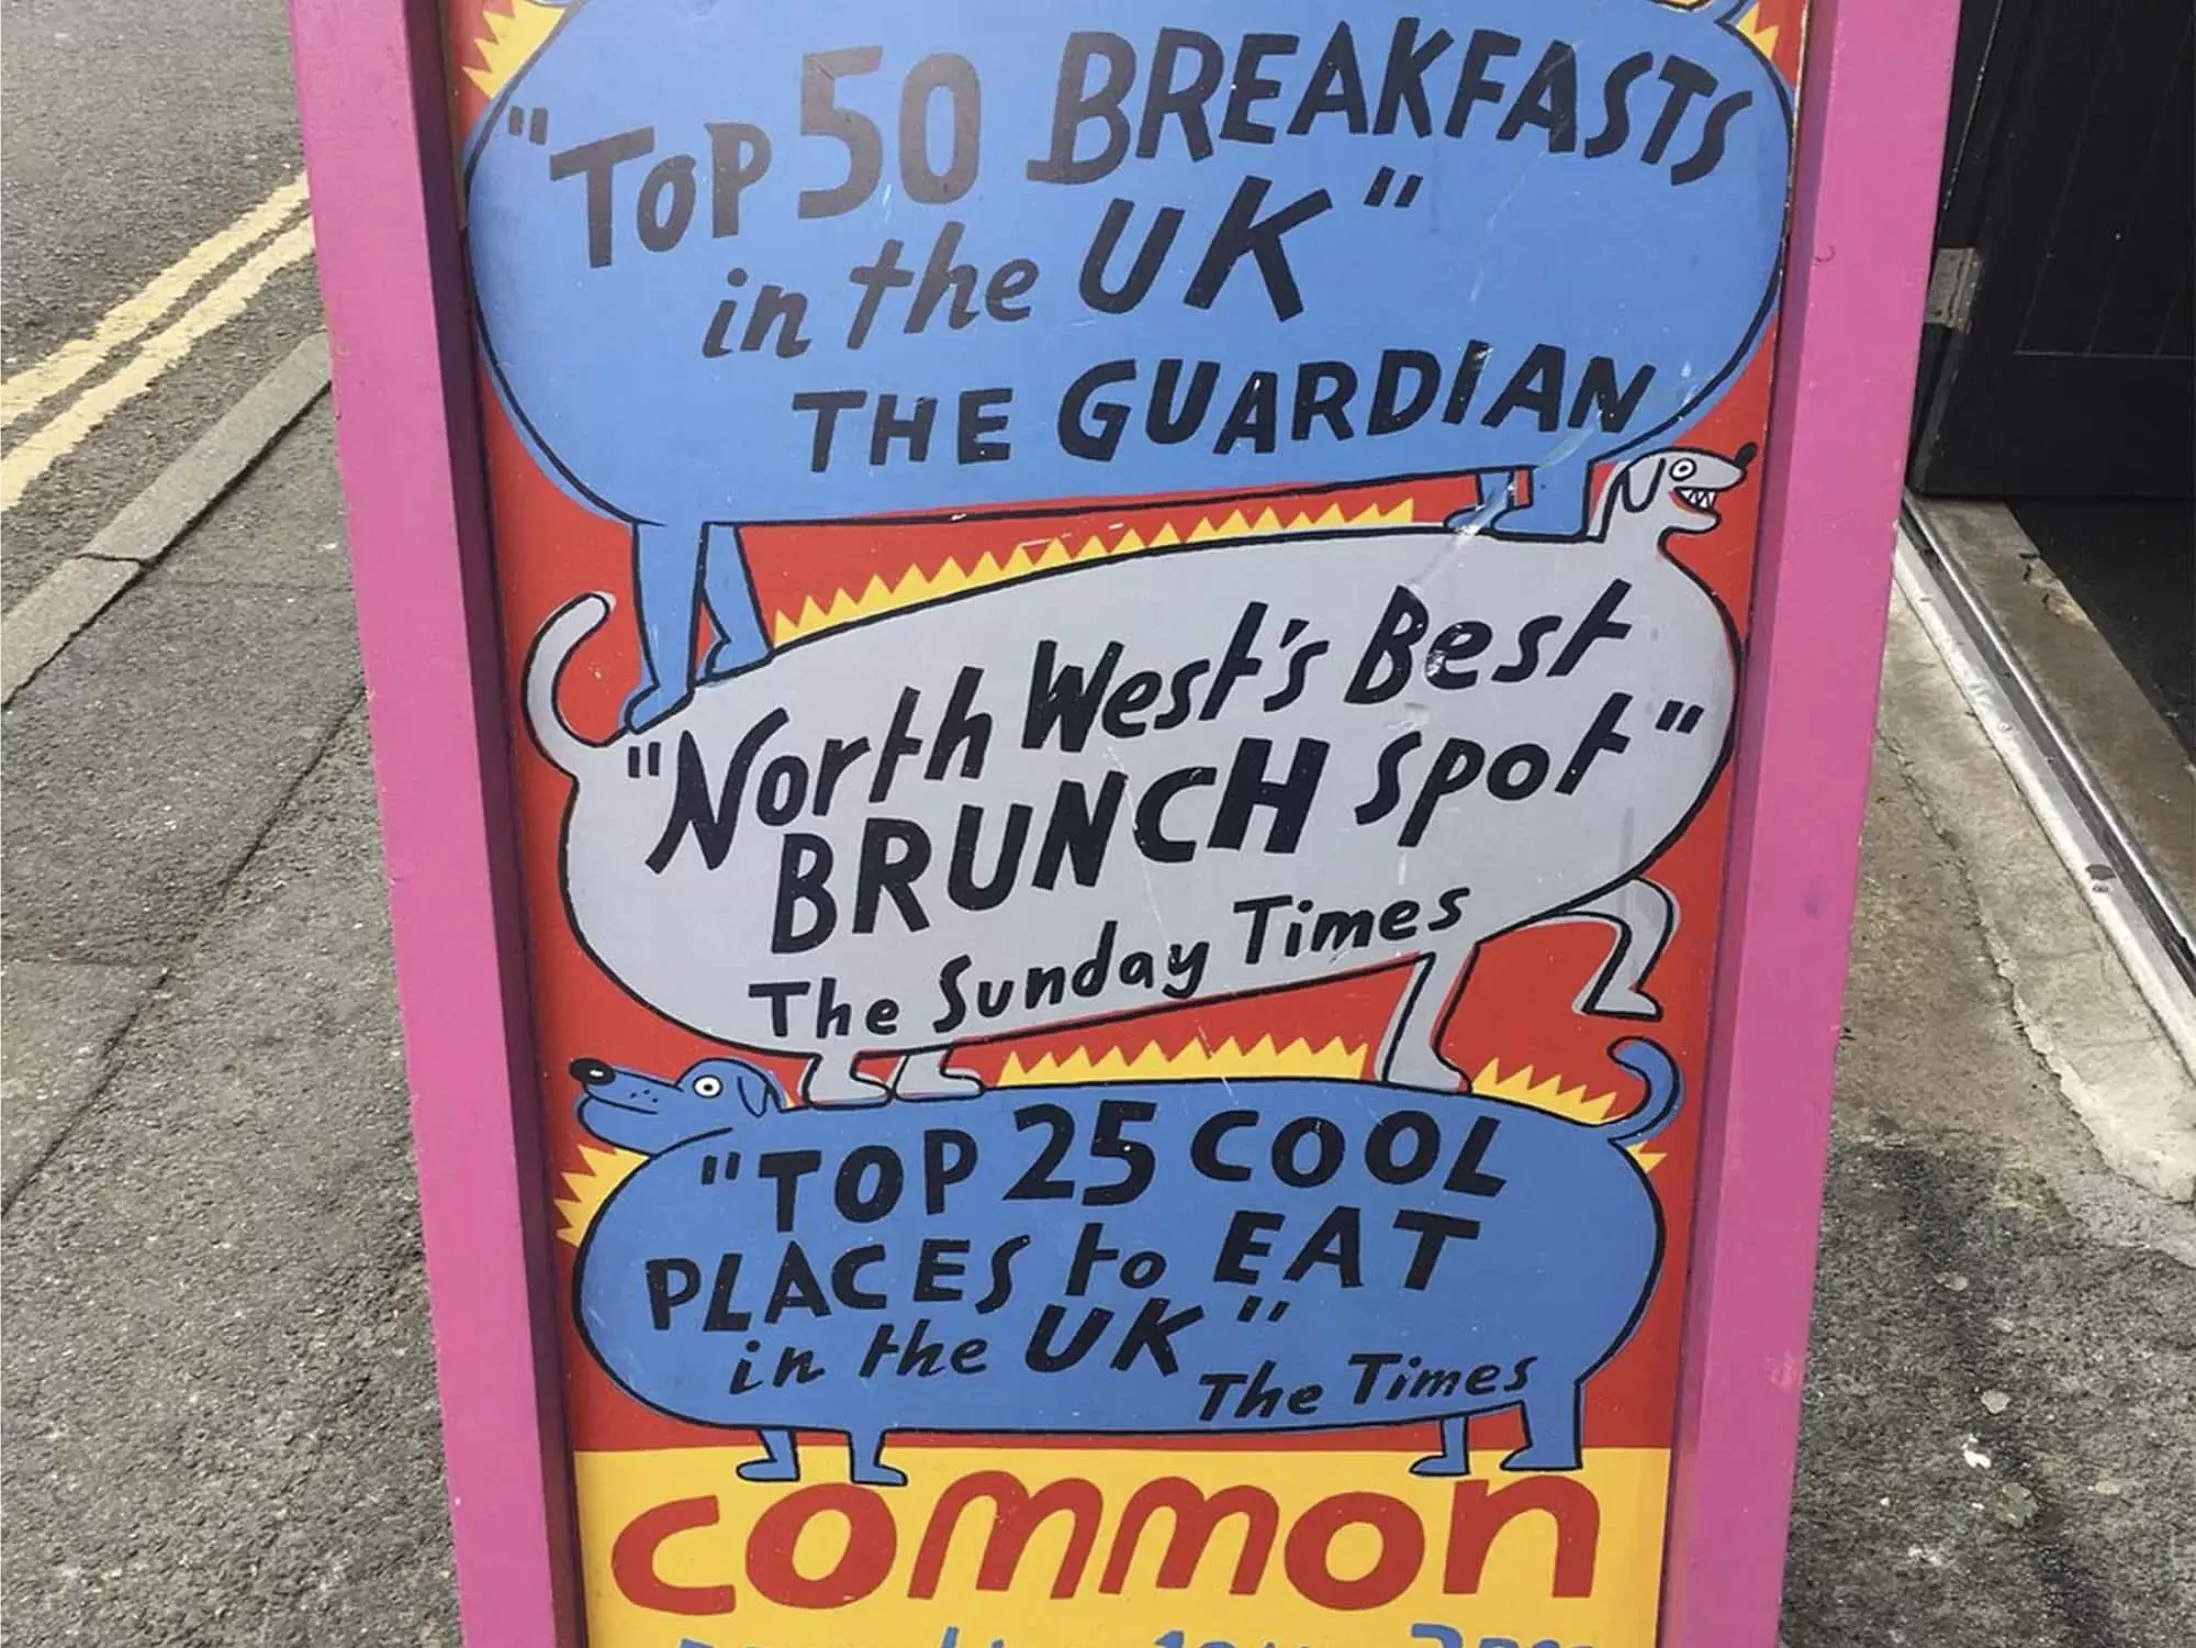 "TOP 50 BREAKFASTS
in the UK"
THE GUARDIAN
"North West's Best
BRUNCH spot"
The Sunday Times
"TOP 25 COOL
PLACES to EAT
in the UK"
The Times
common